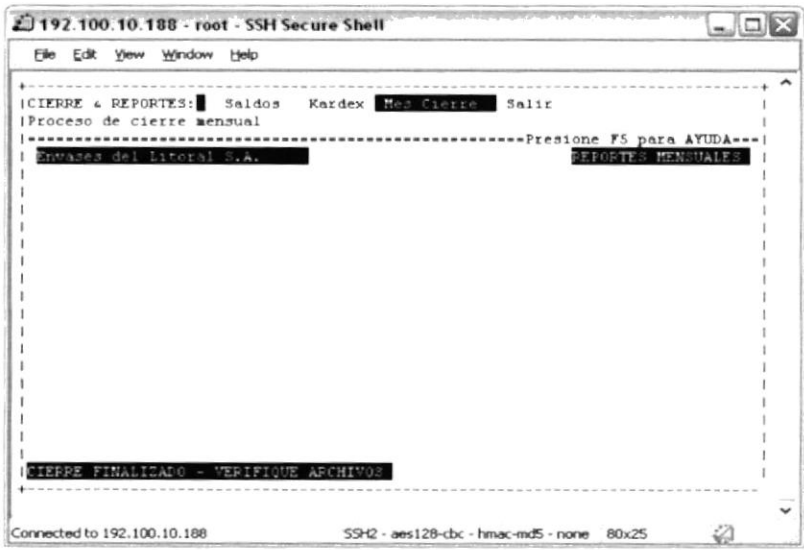 192.100.10.188 - root - SSH Secure Shell
File Edit View Window Help
CIERRE & REPORTES: Saldos Kardex Mes Cierre Salir
Proceso de cierre mensual
Presione F5 para AYUDA
Envases del Litoral S.A. REPORTES MENSUALES
CIERRE FINALIZADO - VERIFIQUE ARCHIVOS
Connected to 192.100.10.188 SSH2 - aes128-cbc - hmac-md5 - none 80x25